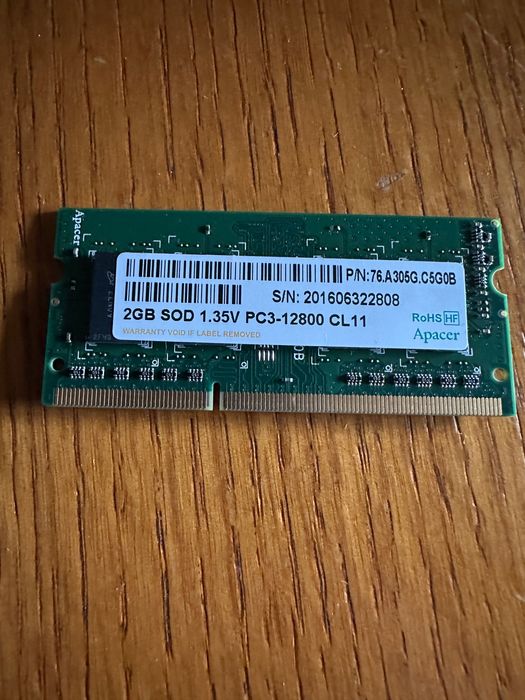 Apacer
P/N:76.A305G.C5G0B
S/N: 201606322808
2GB SOD 1.35V PC3-12800 CL11
RoHS HF
WARRANTY VOID IF LABEL REMOVED
Apacer